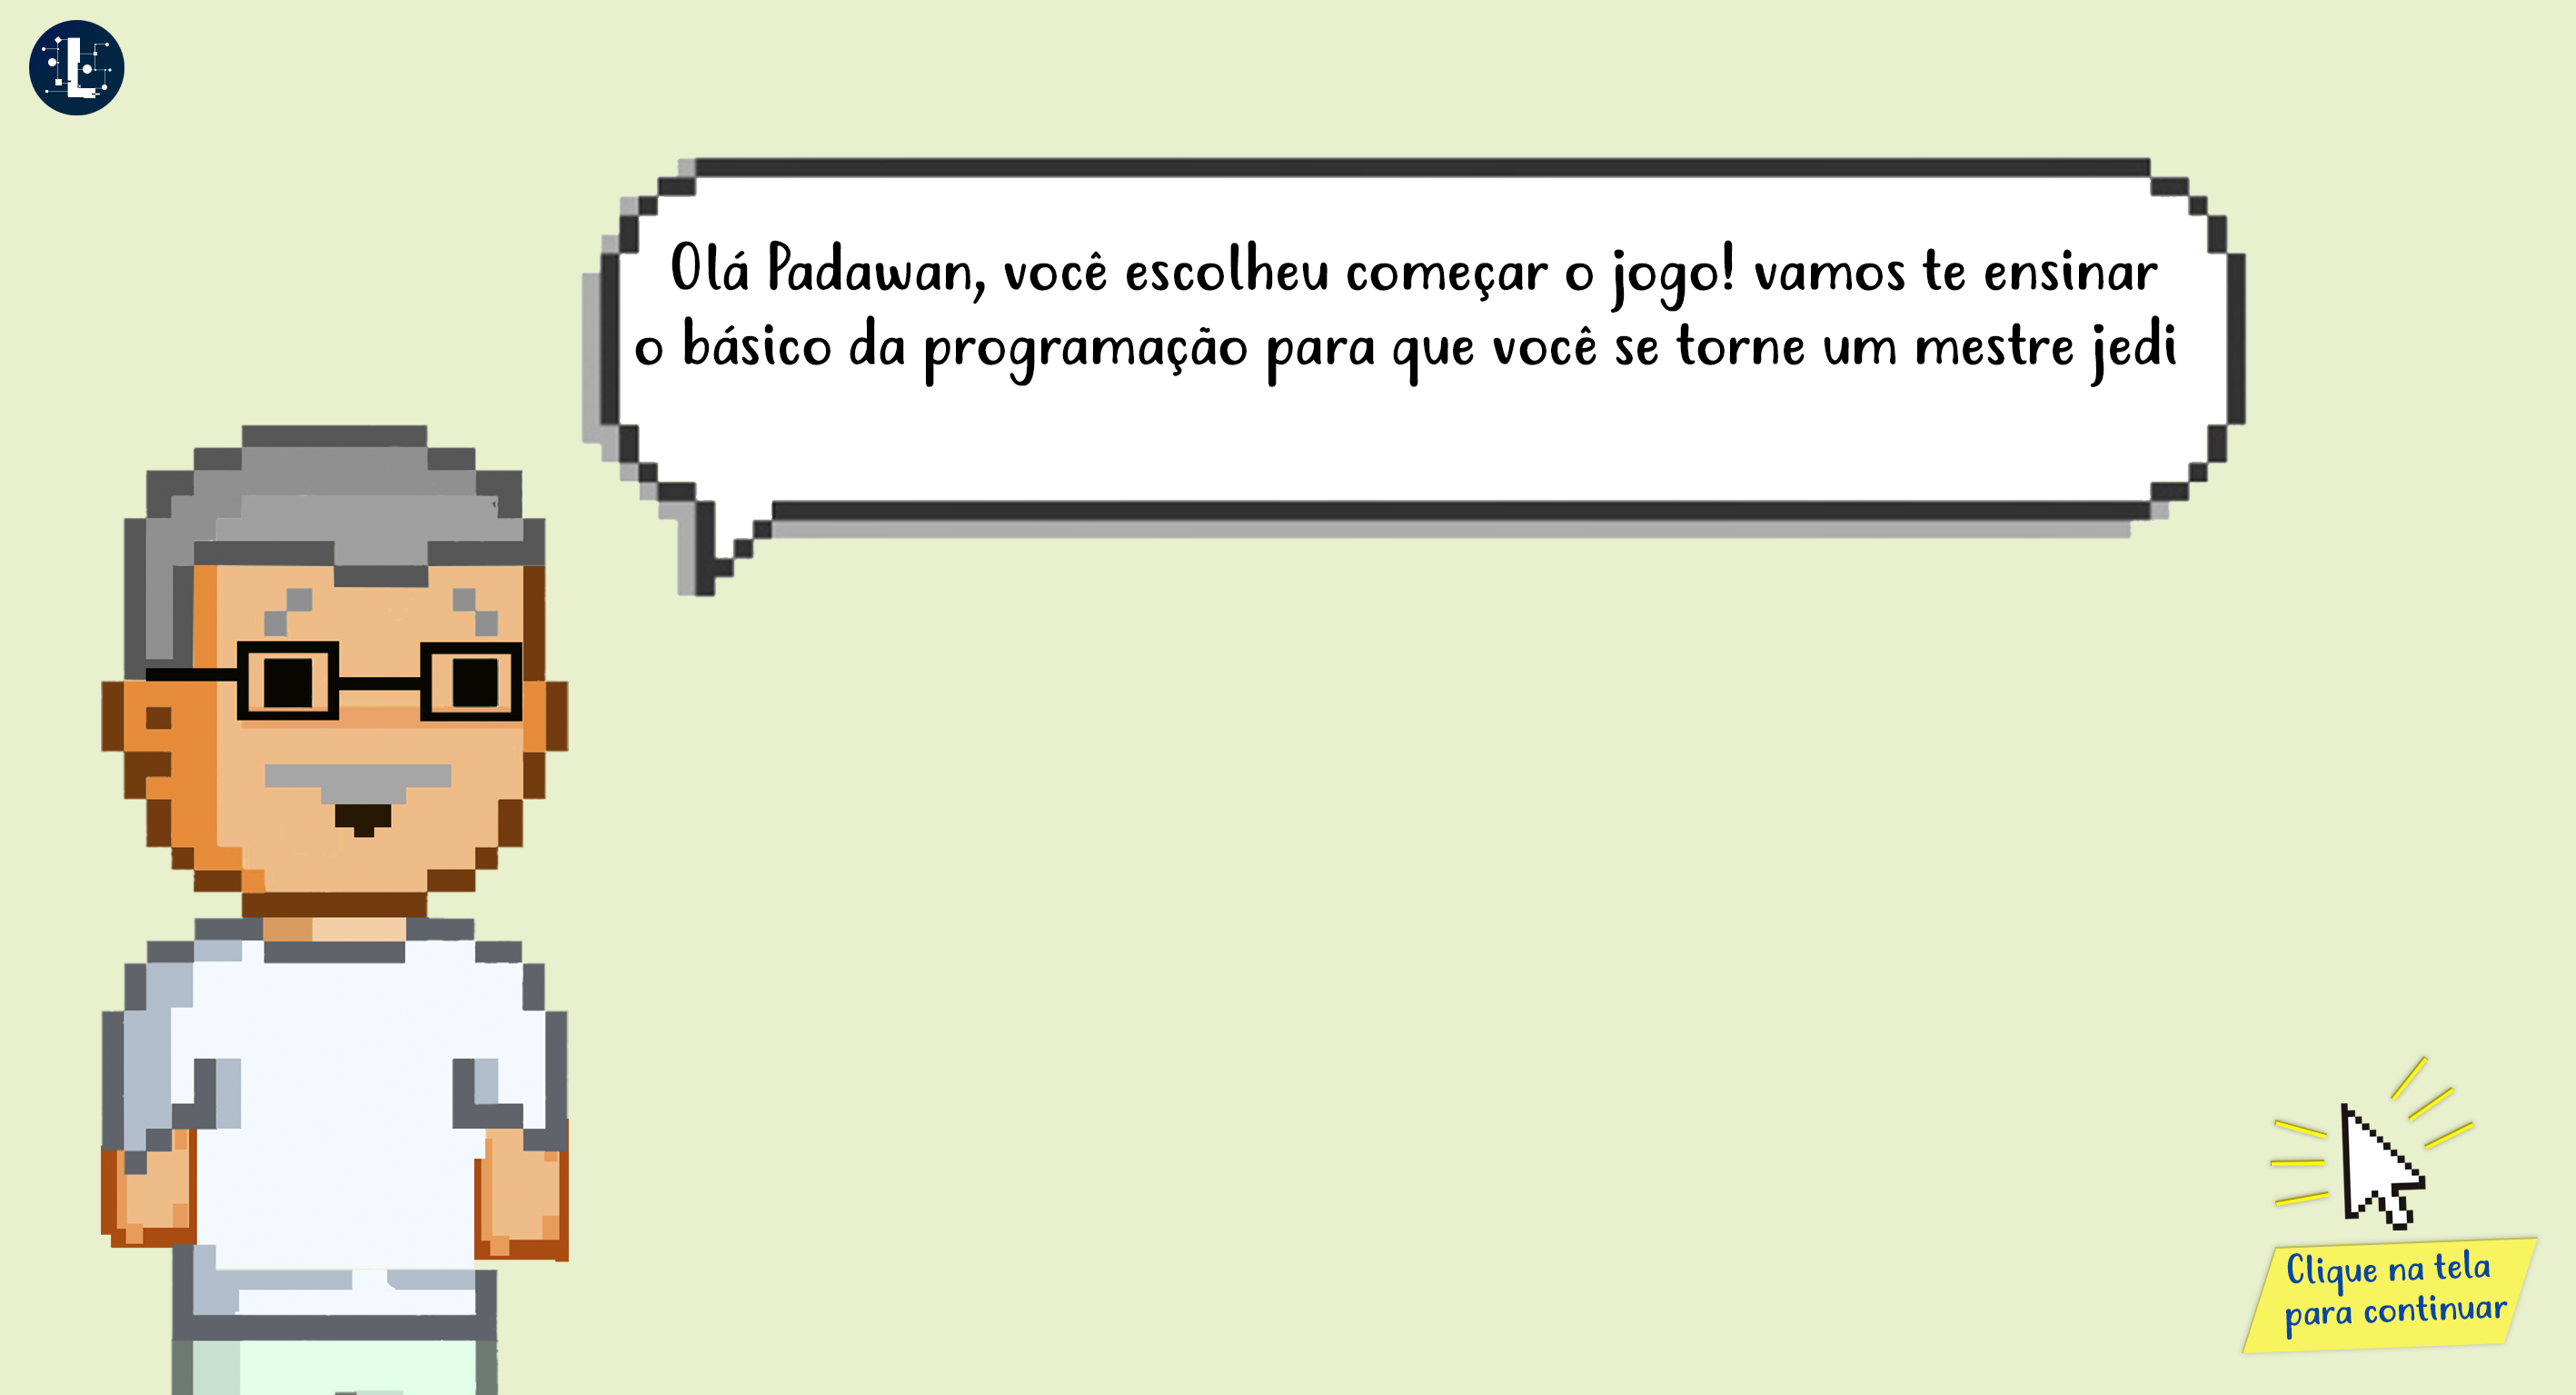 L
Olá Padawan, você escolheu começar o jogo! vamos te ensinar
o básico da programação para que você se torne um mestre jedi
Clique na tela
para continuar